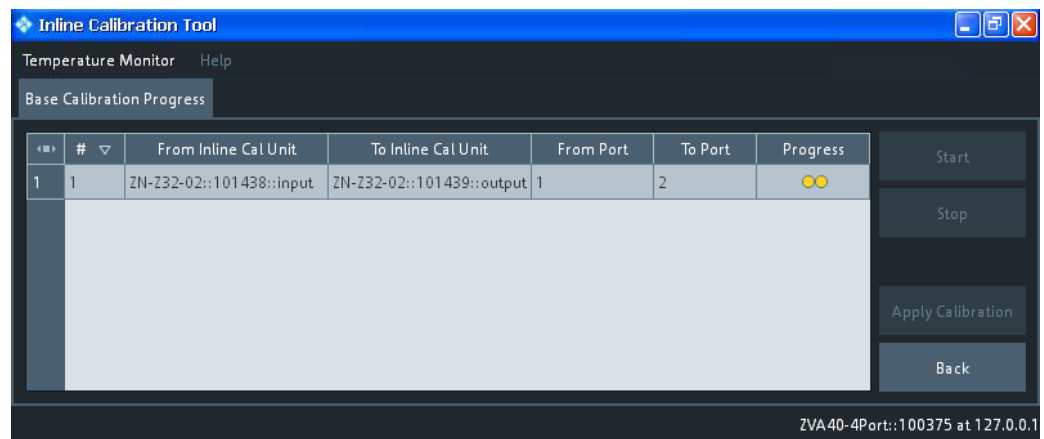 Inline Calibration Tool
Temperature Monitor Help
Base Calibration Progress
# From Inline Cal Unit To Inline Cal Unit From Port To Port Progress
1 1 ZN-Z32-02::101438::input ZN-Z32-02::101439::output 1 2
Start
Stop
Apply Calibration
Back
ZVA40-4Port::100375 at 127.0.0.1